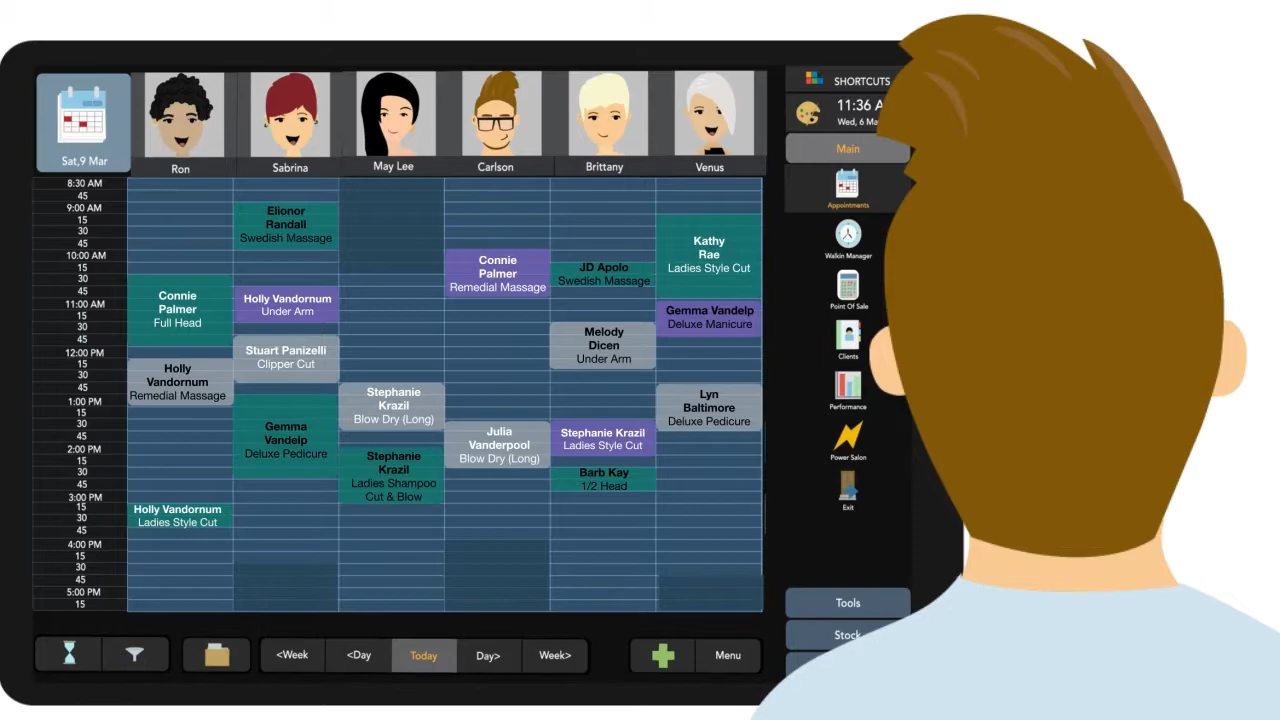 SHORTCUTS
11:36 A
Wed, 6 Ma
Sat,9 Mar
Ron
Sabrina
May Lee
Carlson
Brittany
Venus
Main
8:30 AM
45
9:00 AM
15
30
45
10:00 AM
15
30
45
11:00 AM
15
30
45
12:00 PM
15
30
45
1:00 PM
15
30
45
2:00 PM
15
30
45
3:00 PM
15
30
45
4:00 PM
15
30
45
5:00 PM
15
Connie
Palmer
Full Head
Holly
Vandornum
Remedial Massage
Holly Vandornum
Ladies Style Cut
Elionor
Randall
Swedish Massage
Holly Vandornum
Under Arm
Stuart Panizelli
Clipper Cut
Gemma
Vandelp
Deluxe Pedicure
Stephanie
Krazil
Blow Dry (Long)
Stephanie
Krazil
Ladies Shampoo
Cut & Blow
Connie
Palmer
Remedial Massage
Julia
Vanderpool
Blow Dry (Long)
JD Apolo
Swedish Massage
Melody
Dicen
Under Arm
Stephanie Krazil
Ladies Style Cut
Barb Kay
1/2 Head
Kathy
Rae
Ladies Style Cut
Gemma Vandelp
Deluxe Manicure
Lyn
Baltimore
Deluxe Pedicure
Appointments
Walkin Manager
Point Of Sale
Clients
Performance
Power Salon
Exit
Tools
Stock
<Week
<Day
Today
Day>
Week>
Menu